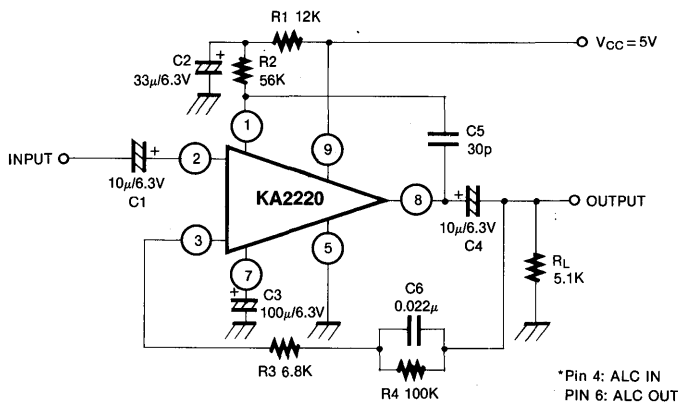 R1 12K
VCC = 5V
C2
33μ/6.3V
+
R2
56K
1
9
C5
30p
INPUT
+
2
10μ/6.3V
C1
KA2220
8
+
OUTPUT
10μ/6.3V
C4
3
7
5
RL
5.1K
+
C3
100μ/6.3V
C6
0.022μ
R3 6.8K
R4 100K
*Pin 4: ALC IN
PIN 6: ALC OUT